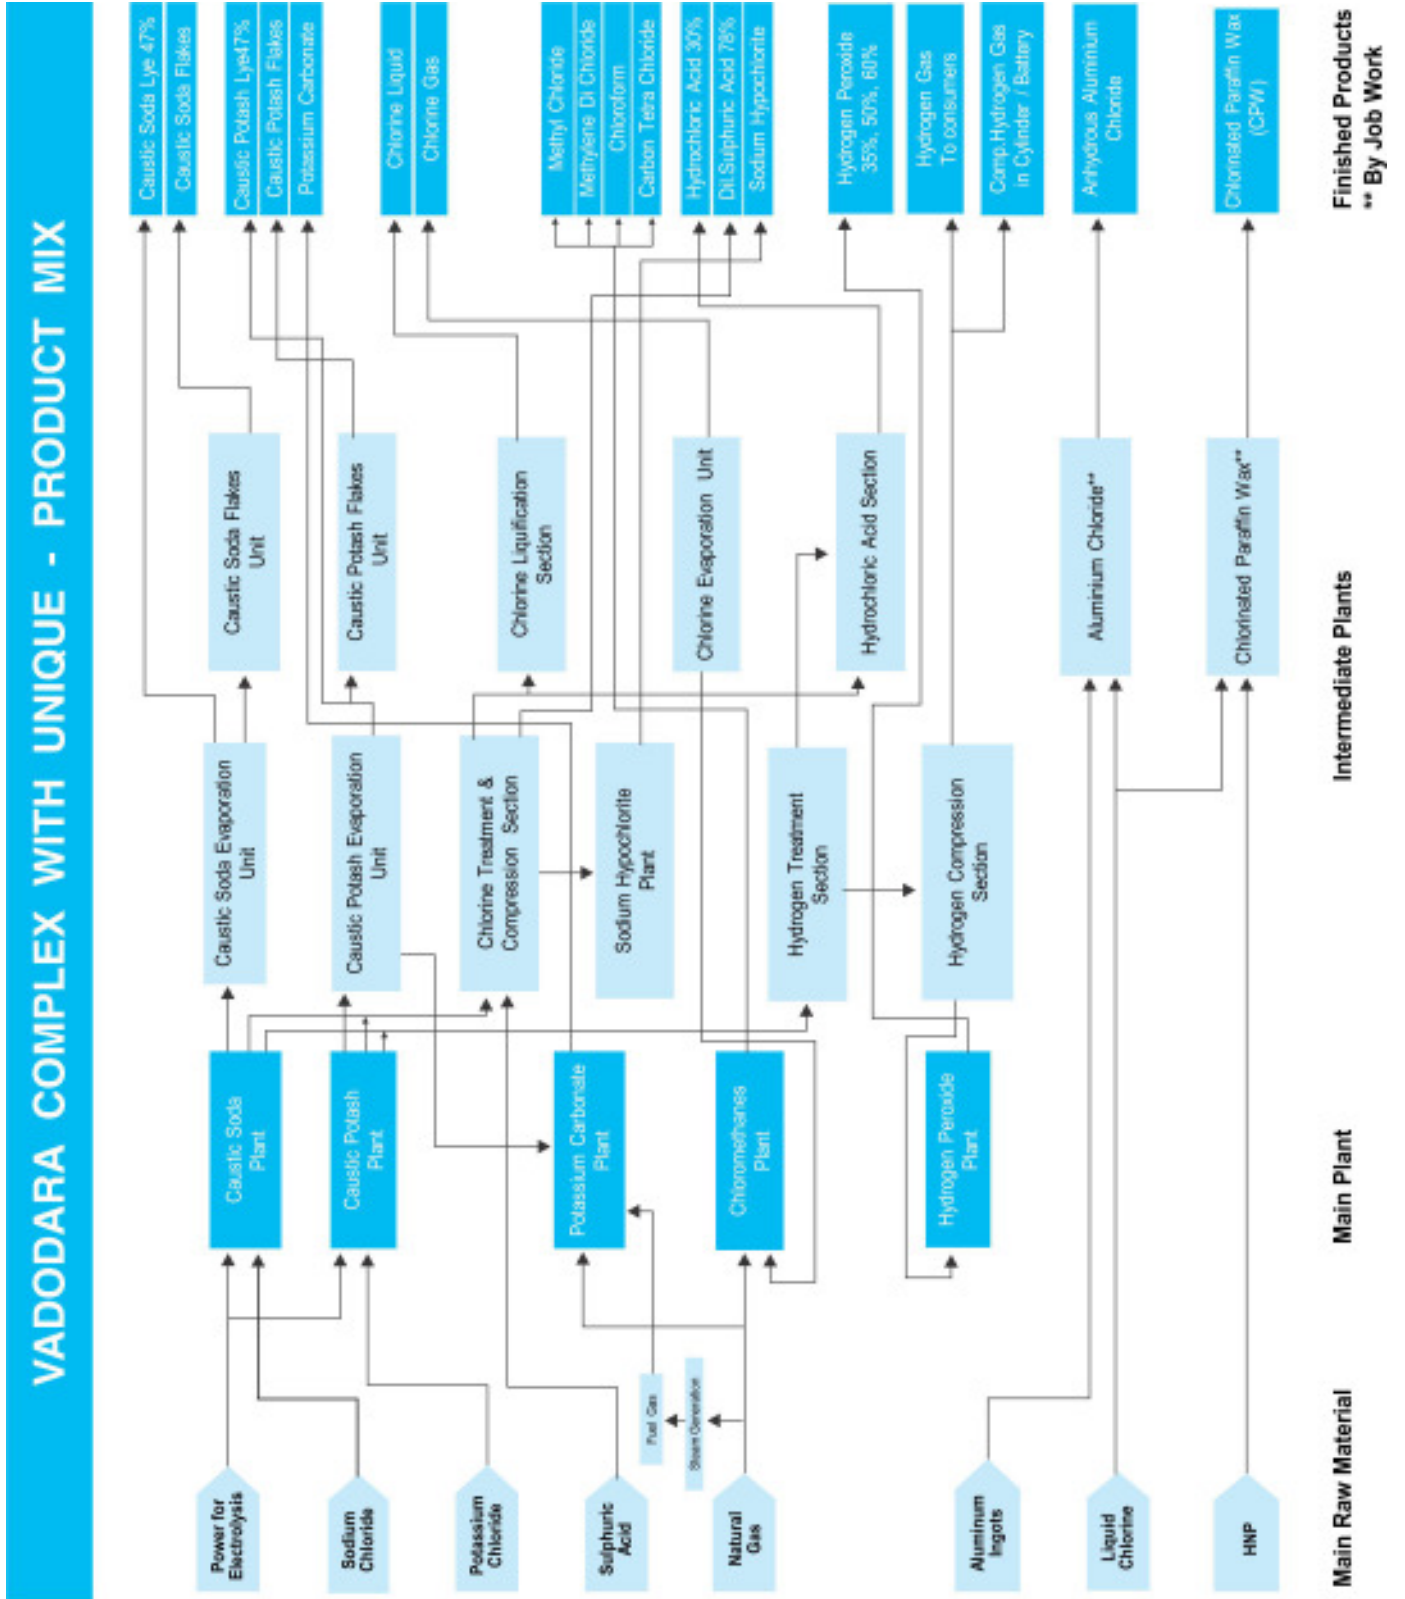 VADODARA COMPLEX WITH UNIQUE - PRODUCT MIX
Power for
Electrolysis
Sodium
Chloride
Potassium
Chloride
Sulphuric
Acid
Natural
Gas
Aluminum
Ingots
Liquid
Chlorine
HNP
Main Raw Material
Fuel Gas
Steam Generation
Caustic Soda
Plant
Caustic Potash
Plant
Potassium Carbonate
Plant
Chloromethanes
Plant
Hydrogen Peroxide
Plant
Main Plant
Caustic Soda Evaporation
Unit
Caustic Potash Evaporation
Unit
Chlorine Treatment &
Compression Section
Sodium Hypochlorite
Plant
Hydrogen Treatment
Section
Hydrogen Compression
Section
Caustic Soda Flakes
Unit
Caustic Potash Flakes
Unit
Chlorine Liquification
Section
Chlorine Evaporation Unit
Hydrochloric Acid Section
Aluminium Chloride**
Chlorinated Paraffin Wax**
Intermediate Plants
Caustic Soda Lye 47%
Caustic Soda Flakes
Caustic Potash Lye47%
Caustic Potash Flakes
Potassium Carbonate
Chlorine Liquid
Chlorine Gas
Methyl Chloride
Methylene Di Chloride
Chloroform
Carbon Tetra Chloride
Hydrochloric Acid 30%
Dil.Sulphuric Acid 78%
Sodium Hypochlorite
Hydrogen Peroxide
35%, 50%, 60%
Hydrogen Gas
To consumers
Comp.Hydrogen Gas
in Cylinder / Battery
Anhydrous Aluminium
Chloride
Chlorinated Paraffin Wax
(CPW)
Finished Products
** By Job Work